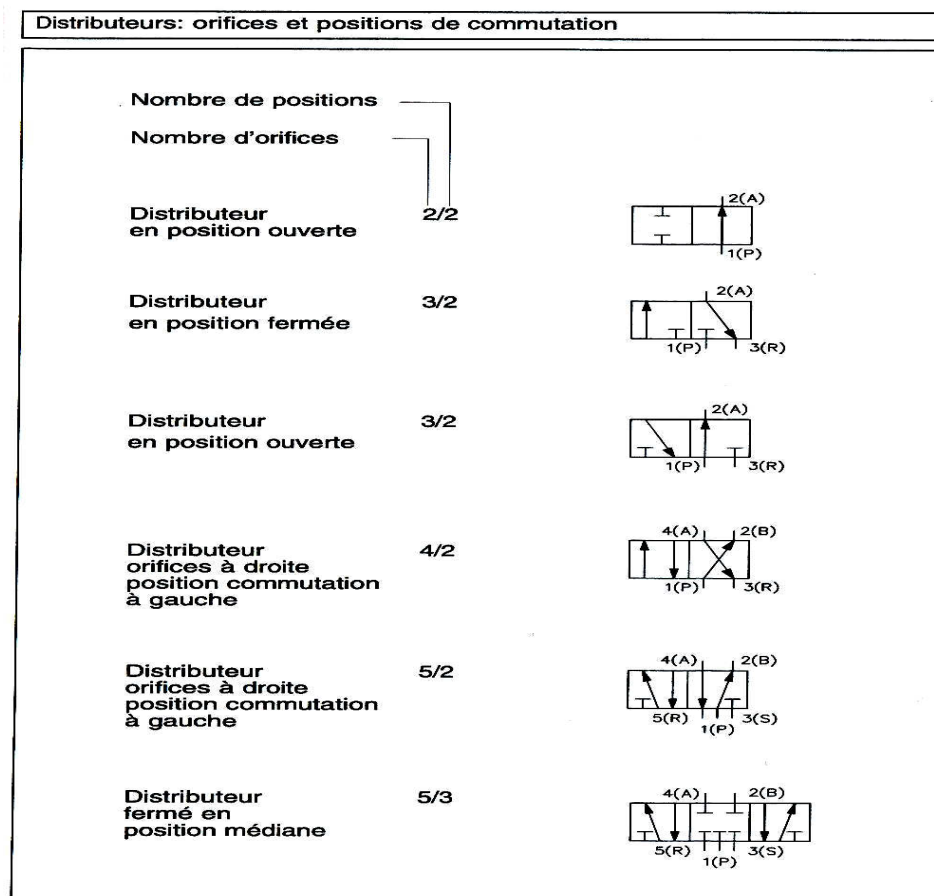 Distributeurs: orifices et positions de commutation
Nombre de positions
Nombre d'orifices
Distributeur 2/2
en position ouverte
2(A)
1(P)
Distributeur 3/2
en position fermée
2(A)
1(P) 3(R)
Distributeur 3/2
en position ouverte
2(A)
1(P) 3(R)
Distributeur 4/2
orifices à droite
position commutation
à gauche
4(A) 2(B)
1(P) 3(R)
Distributeur 5/2
orifices à droite
position commutation
à gauche
4(A) 2(B)
5(R) 3(S)
1(P)
Distributeur 5/3
fermé en
position médiane
4(A) 2(B)
5(R) 3(S)
1(P)